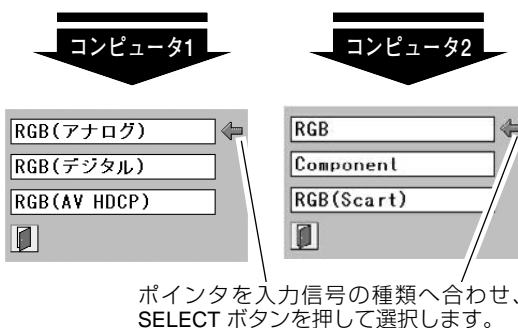 コンピュータ1
コンピュータ2
RGB(アナログ)
RGB(デジタル)
RGB(AV HDCP)
RGB
Component
RGB(Scart)
ポインタを入力信号の種類へ合わせ、
SELECT ボタンを押して選択します。